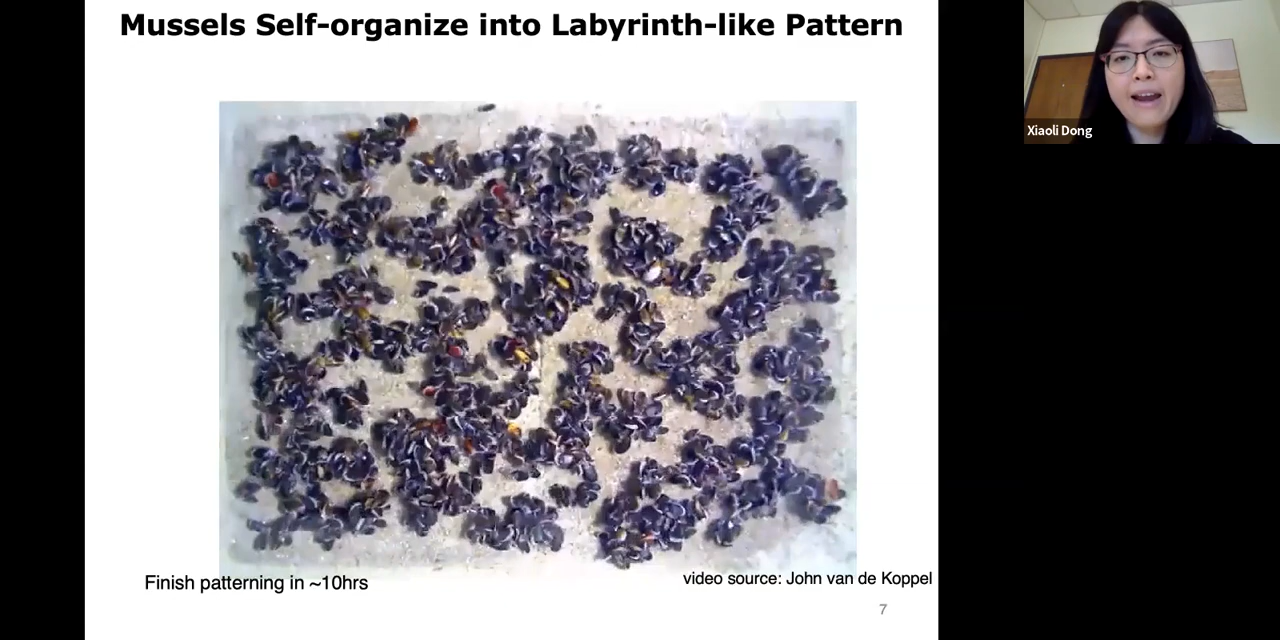 Mussels Self-organize into Labyrinth-like Pattern
Xiaoli Dong
Finish patterning in ~10hrs
video source: John van de Koppel
7